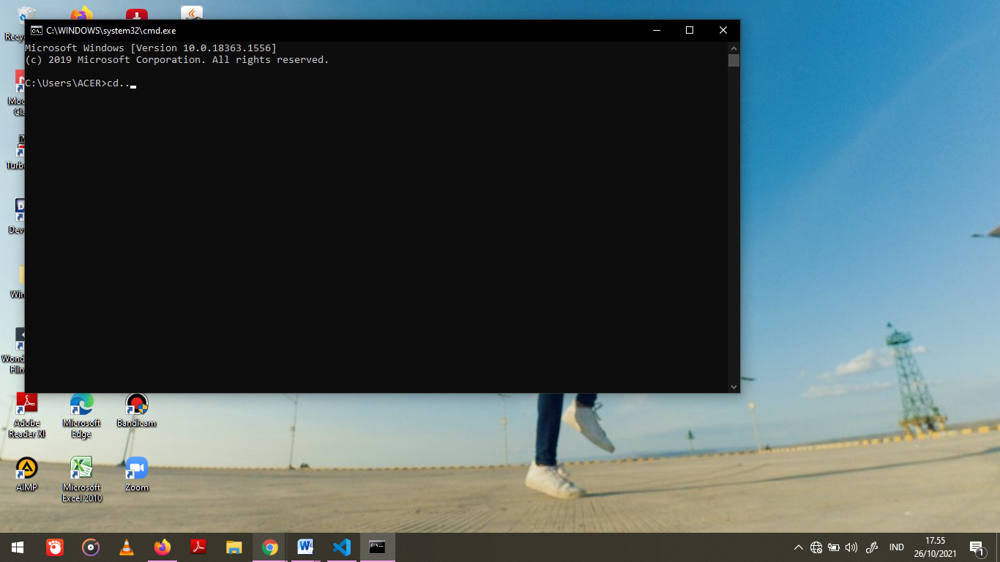 C:\WINDOWS\system32\cmd.exe
Microsoft Windows [Version 10.0.18363.1556]
(c) 2019 Microsoft Corporation. All rights reserved.
C:\Users\ACER>cd..
Recy
Moc
Gla
Turb
Dev
Win
Wond
Film
Adobe
Reader XI
Microsoft
Edge
Bandicam
AIMP
Microsoft
Excel 2010
Zoom
IND
17.55
26/10/2021
1